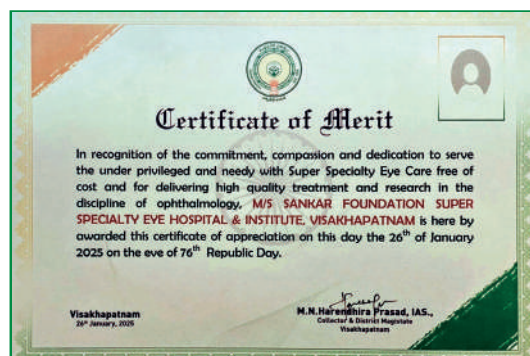 Certificate of Merit
In recognition of the commitment, compassion and dedication to serve
the under privileged and needy with Super Specialty Eye Care free of
cost and for delivering high quality treatment and research in the
discipline of ophthalmology, M/S SANKAR FOUNDATION SUPER
SPECIALTY EYE HOSPITAL & INSTITUTE, VISAKHAPATNAM is here by
awarded this certificate of appreciation on this day the 26th of January
2025 on the eve of 76th Republic Day.
Visakhapatnam
26th January, 2025
M.N.Harendhira Prasad, IAS.,
Collector & District Magistate
Visakhapatnam